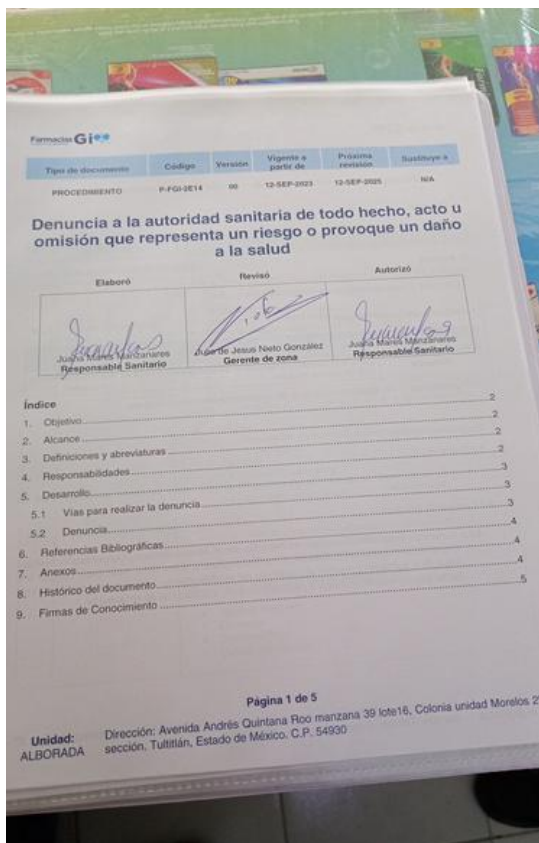 Farmacias Gi
Tipo de documento Código Versión Vigente a partir de Próxima revisión Sustituye a
PROCEDIMIENTO P-FGI-2E14 00 12-SEP-2023 12-SEP-2025 N/A
Denuncia a la autoridad sanitaria de todo hecho, acto u
omisión que representa un riesgo o provoque un daño
a la salud
Elaboró Revisó Autorizó
Juana Mares Manzanares de Jesus Nieto González Juana Mares Manzanares
Responsable Sanitario Gerente de zona Responsable Sanitario
Índice
1. Objetivo 2
2. Alcance 2
3. Definiciones y abreviaturas 2
4. Responsabilidades 2
5. Desarrollo 3
5.1 Vías para realizar la denuncia 3
5.2 Denuncia 3
6. Referencias Bibliográficas 4
7. Anexos 4
8. Histórico del documento 4
9. Firmas de Conocimiento 5
Página 1 de 5
Unidad: Dirección: Avenida Andrés Quintana Roo manzana 39 lote16, Colonia unidad Morelos
ALBORADA sección, Tultitlán, Estado de México. C.P. 54930